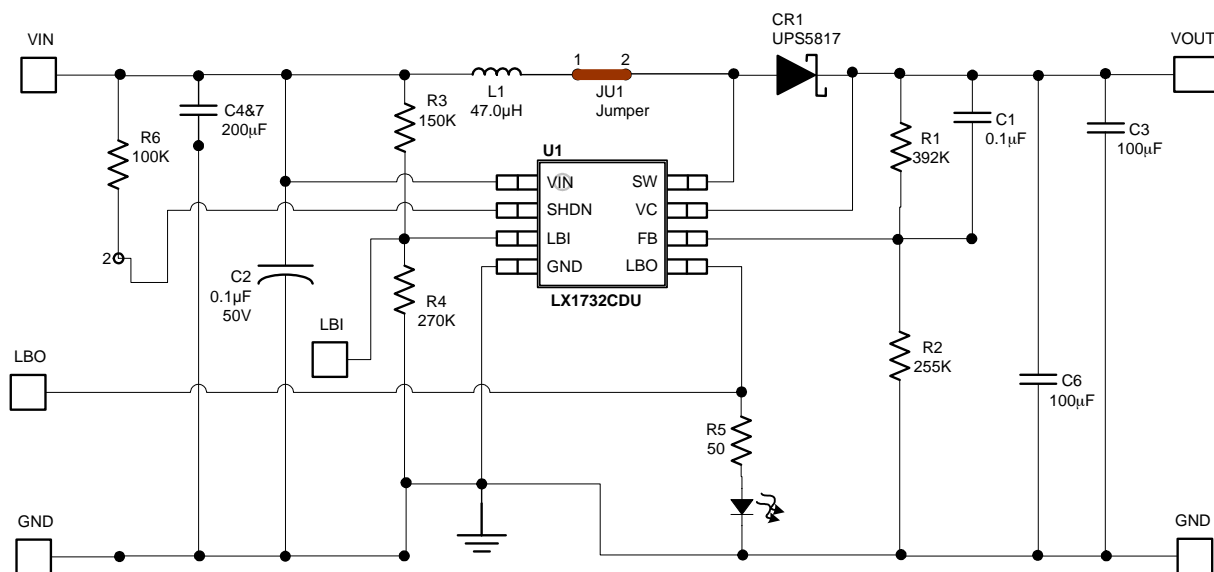 CR1
UPS5817
VIN
VOUT
1 2
L1
47.0µH
JU1
Jumper
C4&7
200µF
R3
150K
R6
100K
R1
392K
C1
0.1µF
C3
100µF
U1
VIN
SW
SHDN
VC
LBI
FB
GND
LBO
LX1732CDU
2
C2
0.1µF
50V
R4
270K
LBI
R2
255K
LBO
C6
100µF
R5
50
GND
GND